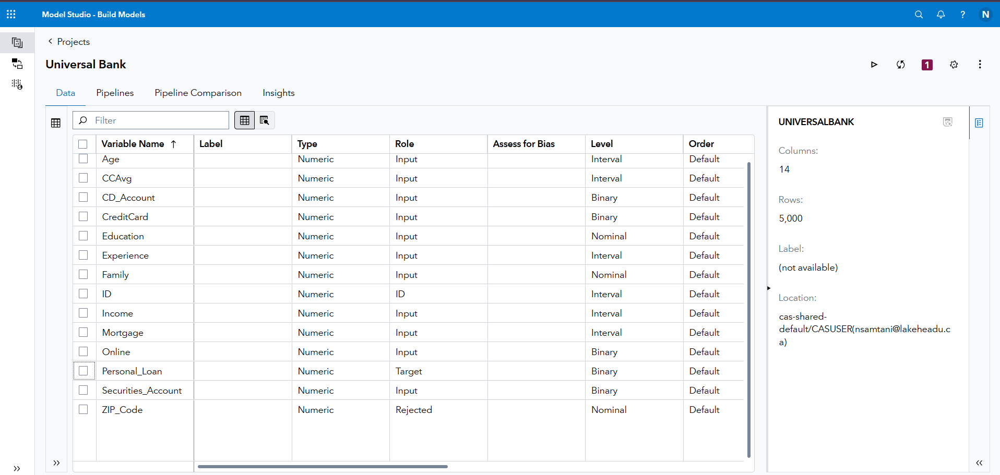 Model Studio - Build Models
?
N
Projects
Universal Bank
1
Data Pipelines Pipeline Comparison Insights
Filter
Variable Name Label Type Role Assess for Bias Level Order
Age Numeric Input Interval Default
CCAvg Numeric Input Interval Default
CD_Account Numeric Input Binary Default
CreditCard Numeric Input Binary Default
Education Numeric Input Nominal Default
Experience Numeric Input Interval Default
Family Numeric Input Nominal Default
ID Numeric ID Interval Default
Income Numeric Input Interval Default
Mortgage Numeric Input Interval Default
Online Numeric Input Binary Default
Personal_Loan Numeric Target Binary Default
Securities_Account Numeric Input Binary Default
ZIP_Code Numeric Rejected Nominal Default
UNIVERSALBANK
Columns:
14
Rows:
5,000
Label:
(not available)
Location:
cas-shared-
default/CASUSER(nsamtani@lakeheadu.c
a)